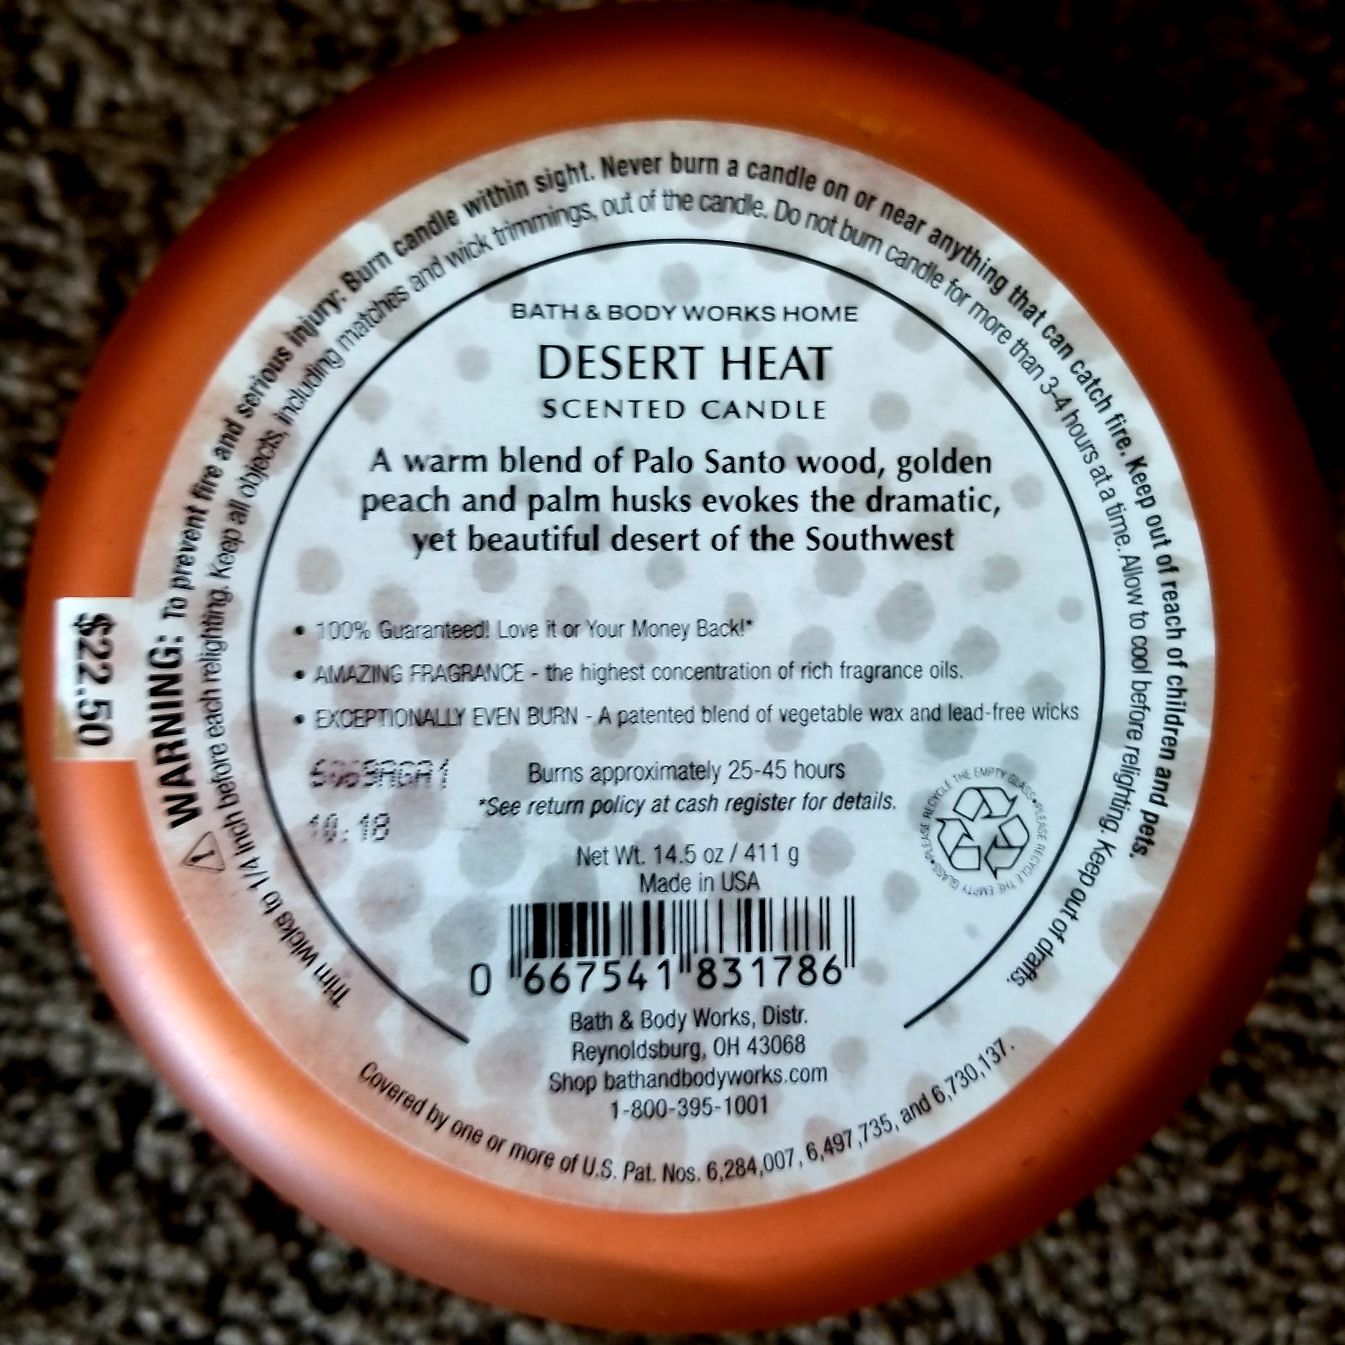 BATH & BODY WORKS HOME
DESERT HEAT
SCENTED CANDLE
A warm blend of Palo Santo wood, golden
peach and palm husks evokes the dramatic,
yet beautiful desert of the Southwest
• 100% Guaranteed! Love it or Your Money Back!*
• AMAZING FRAGRANCE - the highest concentration of rich fragrance oils.
• EXCEPTIONALLY EVEN BURN - A patented blend of vegetable wax and lead-free wicks
Burns approximately 25-45 hours
*See return policy at cash register for details.
10:18
Net Wt. 14.5 oz / 411 g
Made in USA
0 667541 831786
Bath & Body Works, Distr.
Reynoldsburg, OH 43068
Shop bathandbodyworks.com
1-800-395-1001
PLEASE RECYCLE THE EMPTY GLASS • PLEASE RECYCLE THE EMPTY GLASS •
WARNING: To prevent fire and serious injury: Burn candle within sight. Never burn a candle on or near anything that can catch fire. Keep out of reach of children and pets.
Trim wicks to 1/4 inch before each relighting. Keep all objects, including matches and wick trimmings, out of the candle. Do not burn candle for more than 3-4 hours at a time. Allow to cool before relighting. Keep out of drafts.
Covered by one or more of U.S. Pat. Nos. 6,284,007, 6,497,735, and 6,730,137.
$22.50